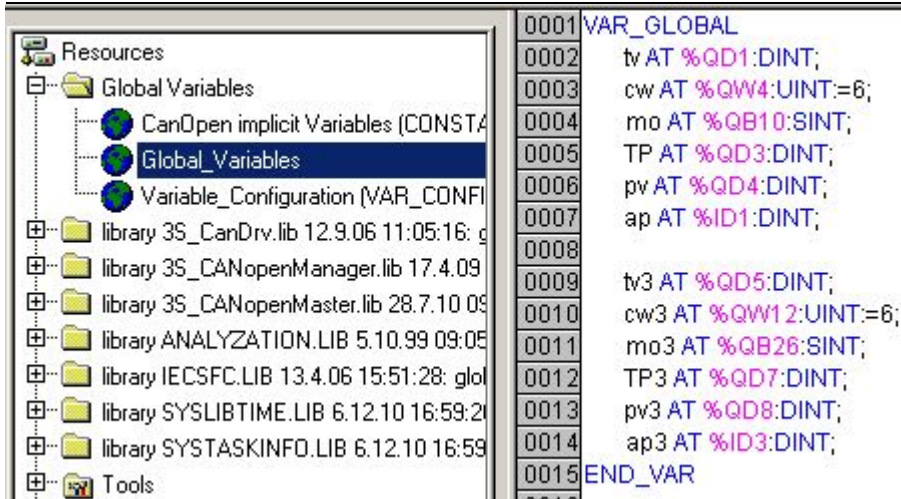 Resources
Global Variables
CanOpen implicit Variables (CONSTA
Global_Variables
Variable_Configuration (VAR_CONFI
library 3S_CanDrv.lib 12.9.06 11:05:16: g
library 3S_CANopenManager.lib 17.4.09
library 3S_CANopenMaster.lib 28.7.10 09
library ANALYZATION.LIB 5.10.99 09:05
library IECSFC.LIB 13.4.06 15:51:28: glol
library SYSLIBTIME.LIB 6.12.10 16:59:20
library SYSTASKINFO.LIB 6.12.10 16:59
Tools
0001 VAR_GLOBAL
0002 tv AT %QD1:DINT;
0003 cw AT %QW4:UINT:=6;
0004 mo AT %QB10:SINT;
0005 TP AT %QD3:DINT;
0006 pv AT %QD4:DINT;
0007 ap AT %ID1:DINT;
0008
0009 tv3 AT %QD5:DINT;
0010 cw3 AT %QW12:UINT:=6;
0011 mo3 AT %QB26:SINT;
0012 TP3 AT %QD7:DINT;
0013 pv3 AT %QD8:DINT;
0014 ap3 AT %ID3:DINT;
0015 END_VAR